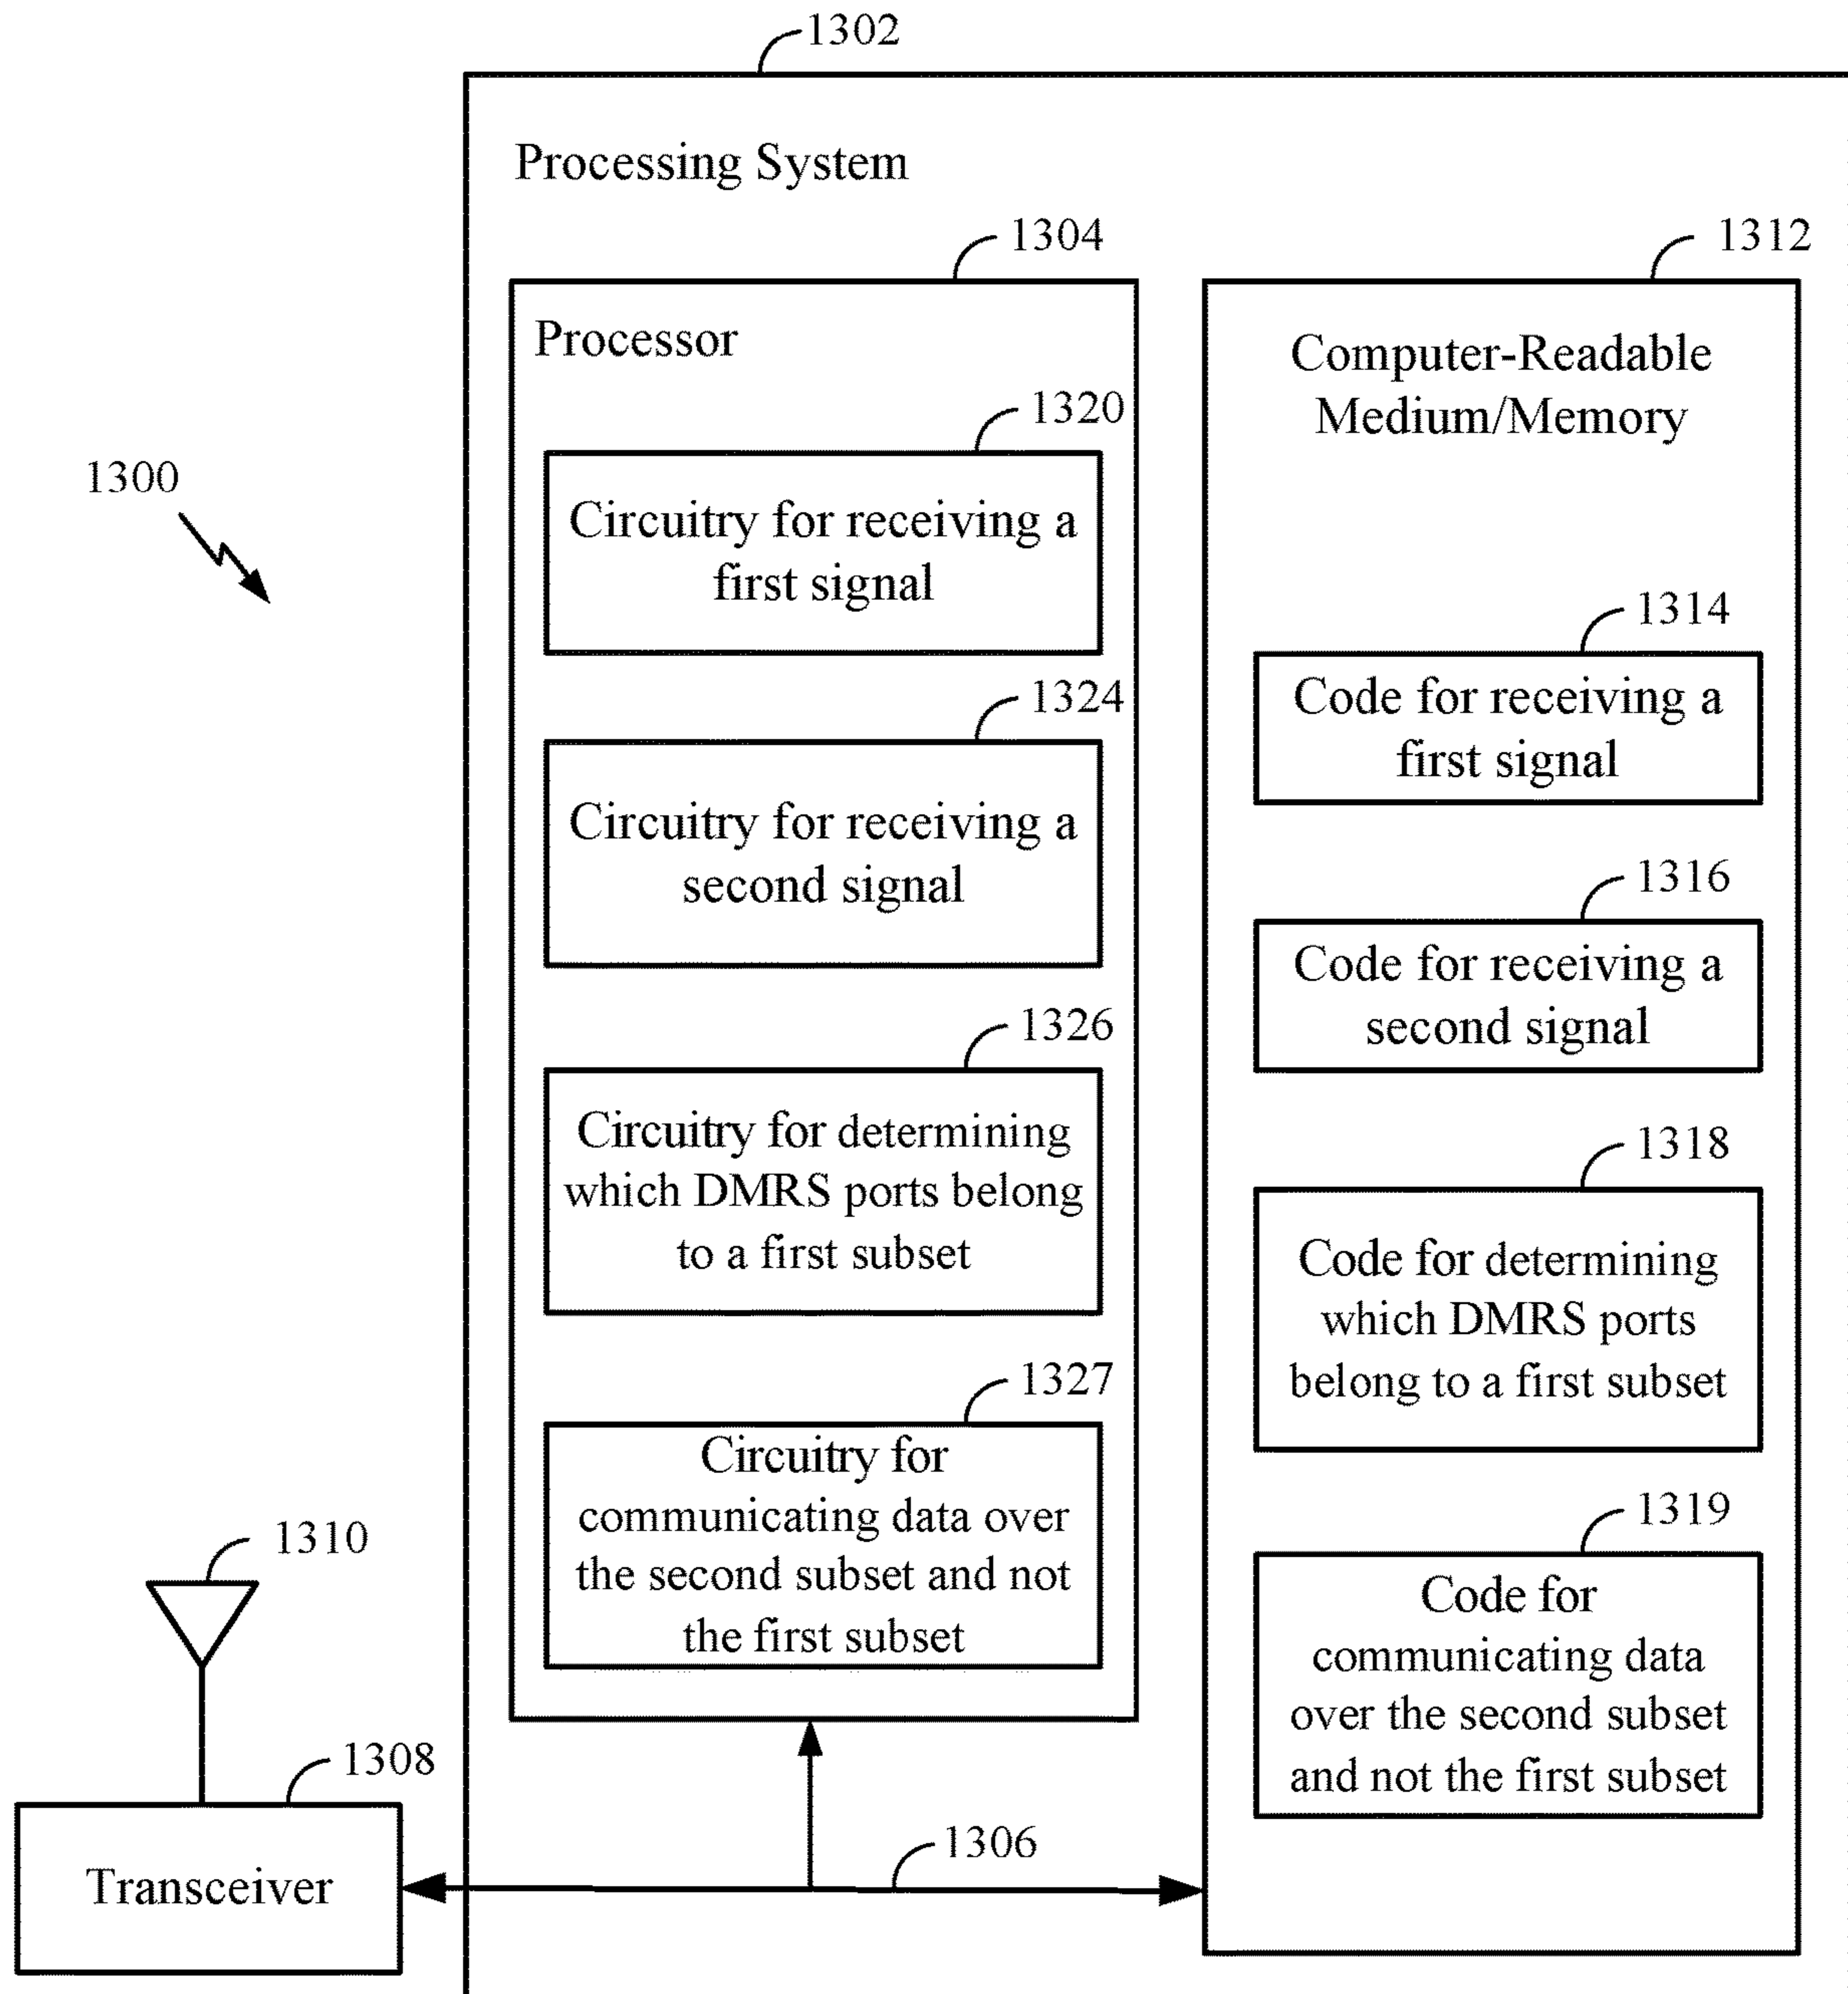 1302
Processing System
1304
1312
Processor
Computer-Readable
Medium/Memory
1320
Circuitry for receiving a
first signal
1300
1314
Code for receiving a
first signal
1324
Circuitry for receiving a
second signal
1316
Code for receiving a
second signal
1326
Circuitry for determining
which DMRS ports belong
to a first subset
1318
Code for determining
which DMRS ports
belong to a first subset
1327
Circuitry for
communicating data over
the second subset and not
the first subset
1319
Code for
communicating data
over the second subset
and not the first subset
1310
1308
Transceiver
1306